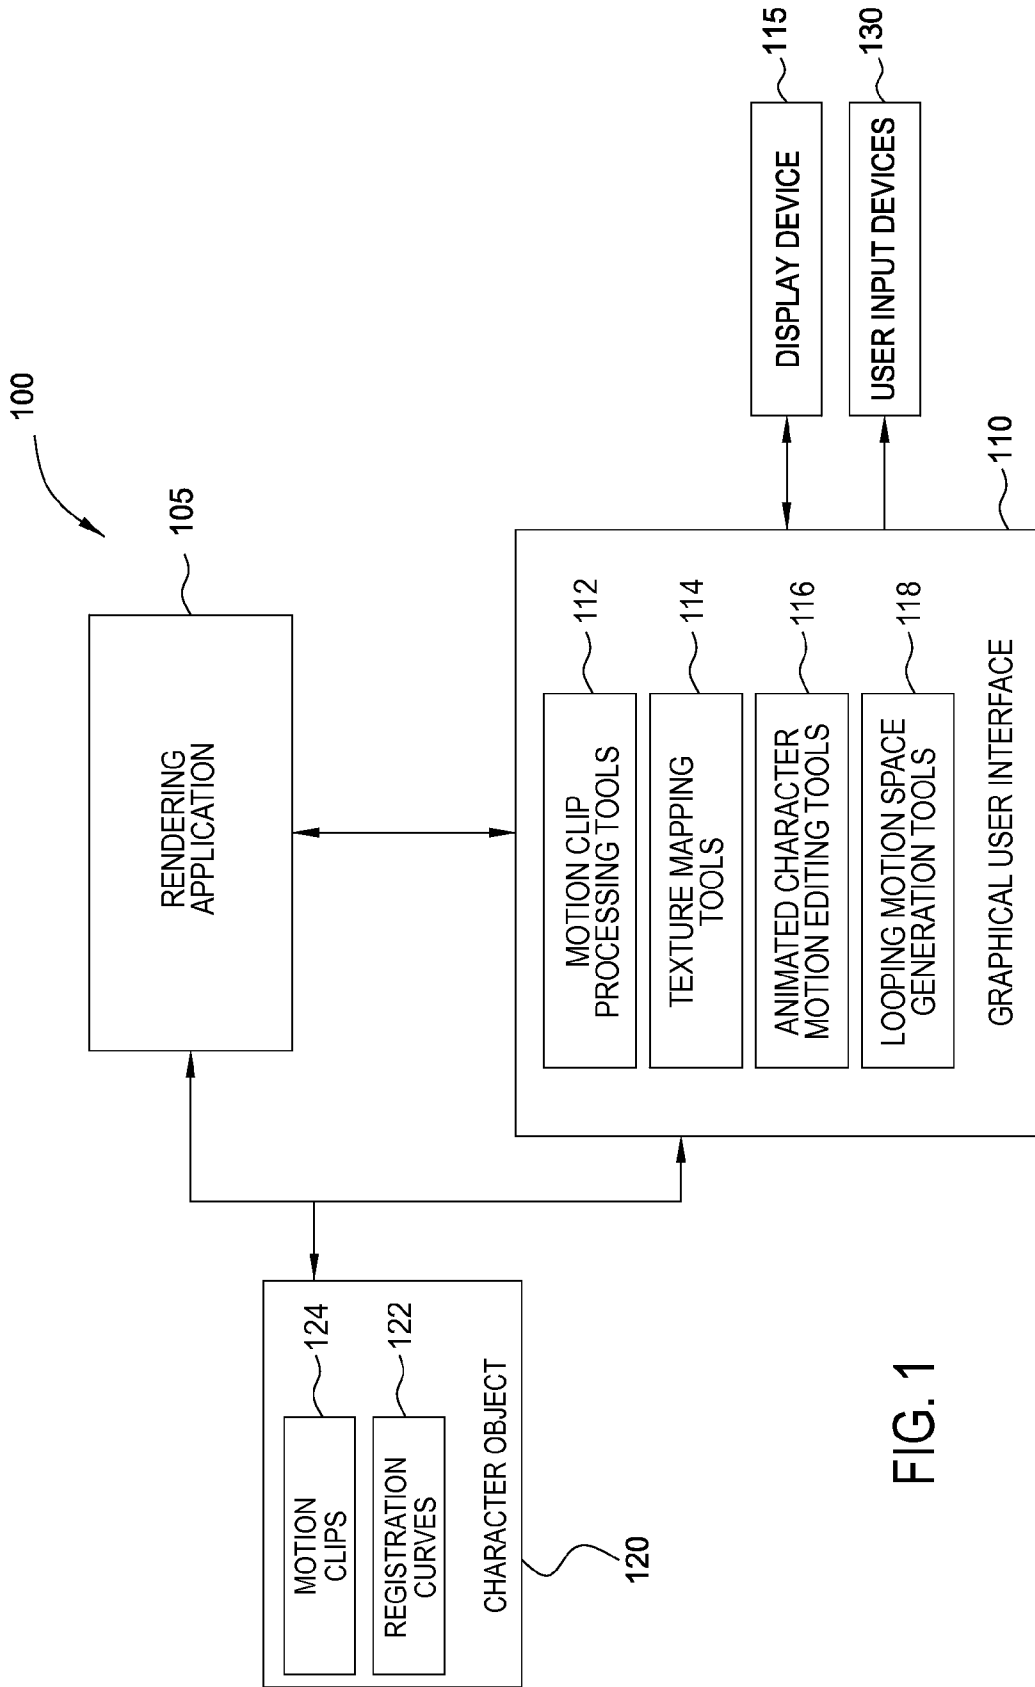 100
RENDERING
APPLICATION
105
MOTION
CLIPS
124
REGISTRATION
CURVES
122
CHARACTER OBJECT
120
MOTION CLIP
PROCESSING TOOLS
112
TEXTURE MAPPING
TOOLS
114
ANIMATED CHARACTER
MOTION EDITING TOOLS
116
LOOPING MOTION SPACE
GENERATION TOOLS
118
GRAPHICAL USER INTERFACE
110
DISPLAY DEVICE
115
USER INPUT DEVICES
130
FIG. 1